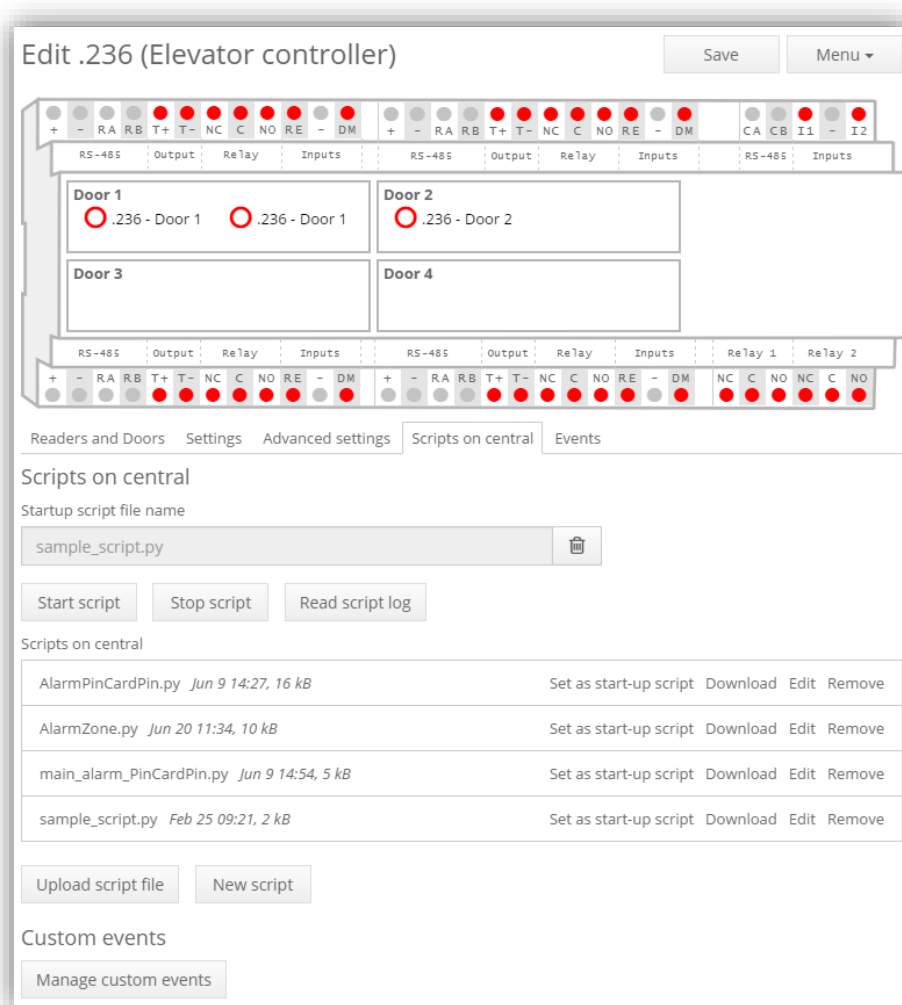 Edit .236 (Elevator controller) Save Menu
+ - RA RB T+ T- NC C NO RE - DM + - RA RB T+ T- NC C NO RE - DM CA CB I1 - I2
RS-485 Output Relay Inputs RS-485 Output Relay Inputs RS-485 Inputs
Door 1 Door 2
.236 - Door 1 .236 - Door 1 .236 - Door 2
Door 3 Door 4
RS-485 Output Relay Inputs RS-485 Output Relay Inputs Relay 1 Relay 2
+ - RA RB T+ T- NC C NO RE - DM + - RA RB T+ T- NC C NO RE - DM NC C NO NC C NO
Readers and Doors Settings Advanced settings Scripts on central Events
Scripts on central
Startup script file name
sample_script.py
Start script Stop script Read script log
Scripts on central
AlarmPinCardPin.py Jun 9 14:27, 16 kB Set as start-up script Download Edit Remove
AlarmZone.py Jun 20 11:34, 10 kB Set as start-up script Download Edit Remove
main_alarm_PinCardPin.py Jun 9 14:54, 5 kB Set as start-up script Download Edit Remove
sample_script.py Feb 25 09:21, 2 kB Set as start-up script Download Edit Remove
Upload script file New script
Custom events
Manage custom events